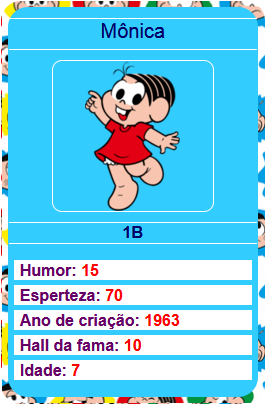 Mônica
1B
Humor: 15
Esperteza: 70
Ano de criação: 1963
Hall da fama: 10
Idade: 7